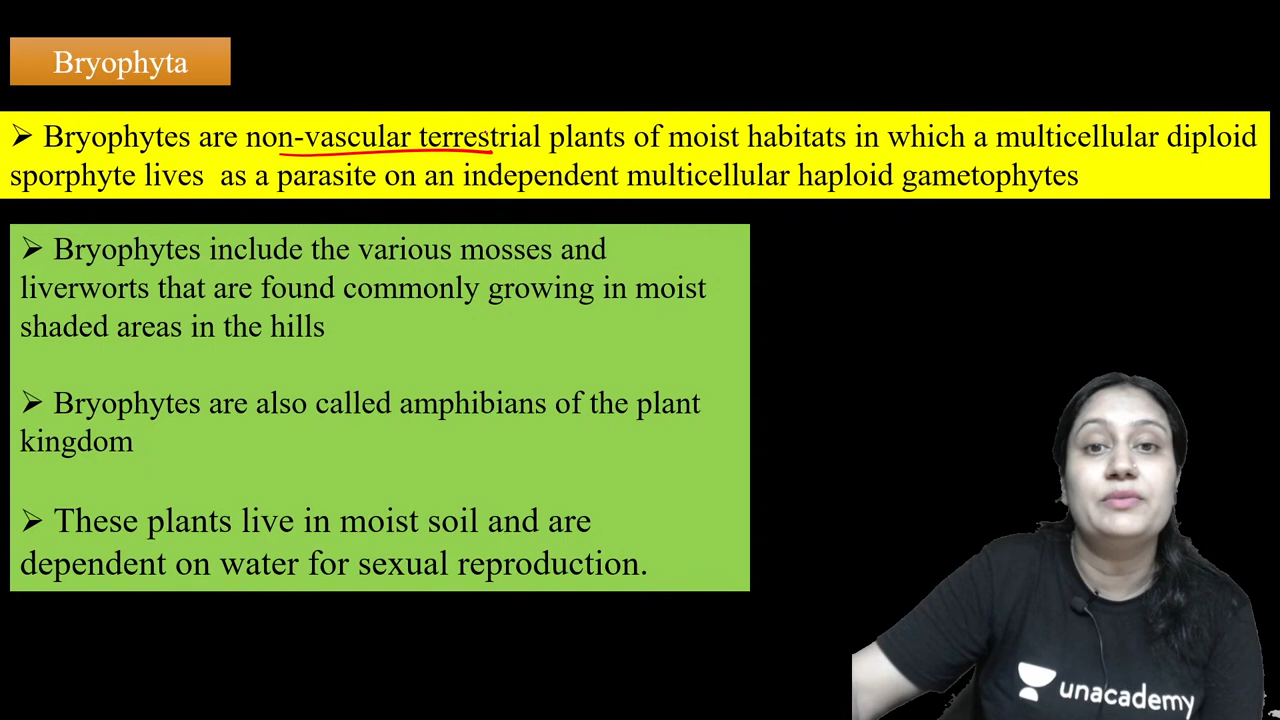 Bryophyta
➢ Bryophytes are non-vascular terrestrial plants of moist habitats in which a multicellular diploid
sporphyte lives as a parasite on an independent multicellular haploid gametophytes
➢ Bryophytes include the various mosses and
liverworts that are found commonly growing in moist
shaded areas in the hills
➢ Bryophytes are also called amphibians of the plant
kingdom
➢ These plants live in moist soil and are
dependent on water for sexual reproduction.
unacademy